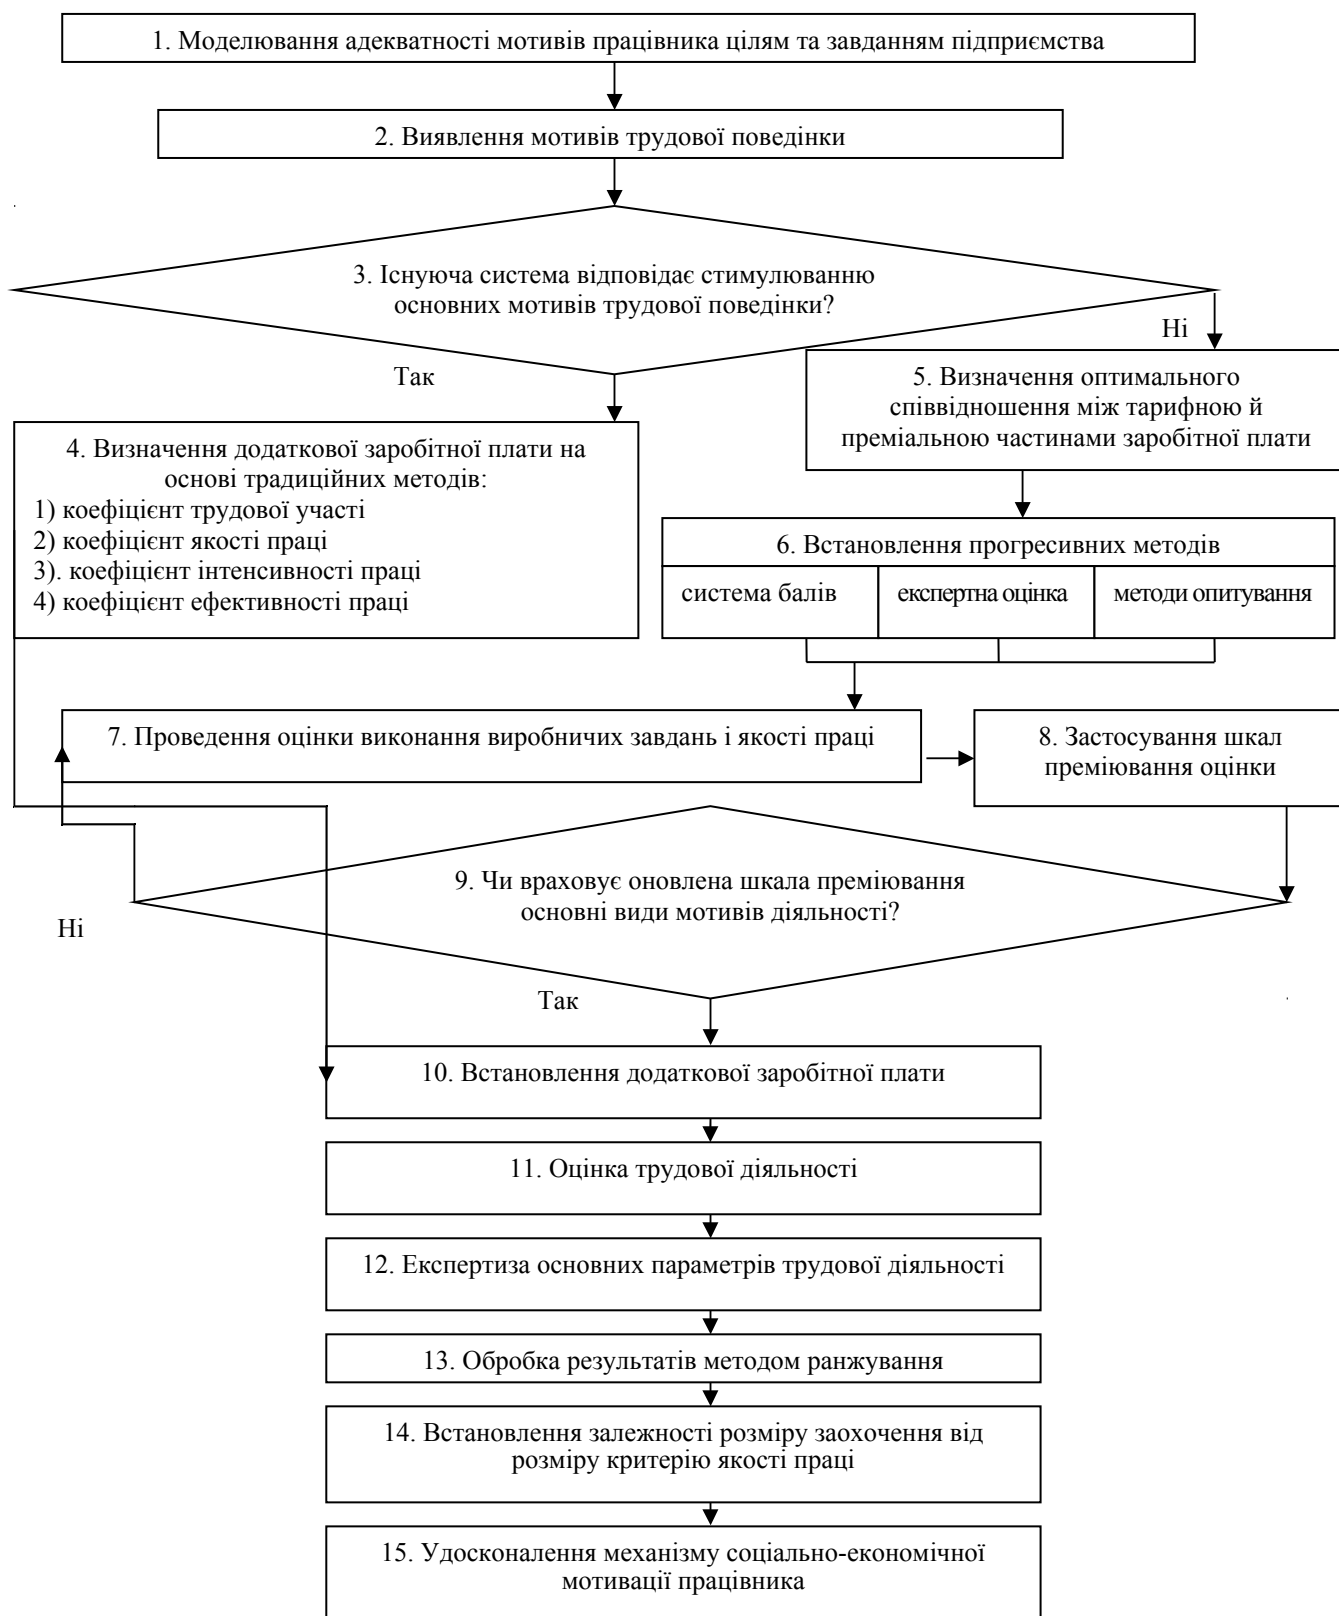 1. Моделювання адекватності мотивів працівника цілям та завданням підприємства
2. Виявлення мотивів трудової поведінки
3. Існуюча система відповідає стимулюванню
основних мотивів трудової поведінки?
Ні
Так
5. Визначення оптимального
співвідношення між тарифною й
преміальною частинами заробітної плати
4. Визначення додаткової заробітної плати на
основі традиційних методів:
1) коефіцієнт трудової участі
2) коефіцієнт якості праці
3). коефіцієнт інтенсивності праці
4) коефіцієнт ефективності праці
6. Встановлення прогресивних методів
система балів
експертна оцінка
методи опитування
7. Проведення оцінки виконання виробничих завдань і якості праці
8. Застосування шкал
преміювання оцінки
9. Чи враховує оновлена шкала преміювання
основні види мотивів діяльності?
Ні
Так
10. Встановлення додаткової заробітної плати
11. Оцінка трудової діяльності
12. Експертиза основних параметрів трудової діяльності
13. Обробка результатів методом ранжування
14. Встановлення залежності розміру заохочення від
розміру критерію якості праці
15. Удосконалення механізму соціально-економічної
мотивації працівника